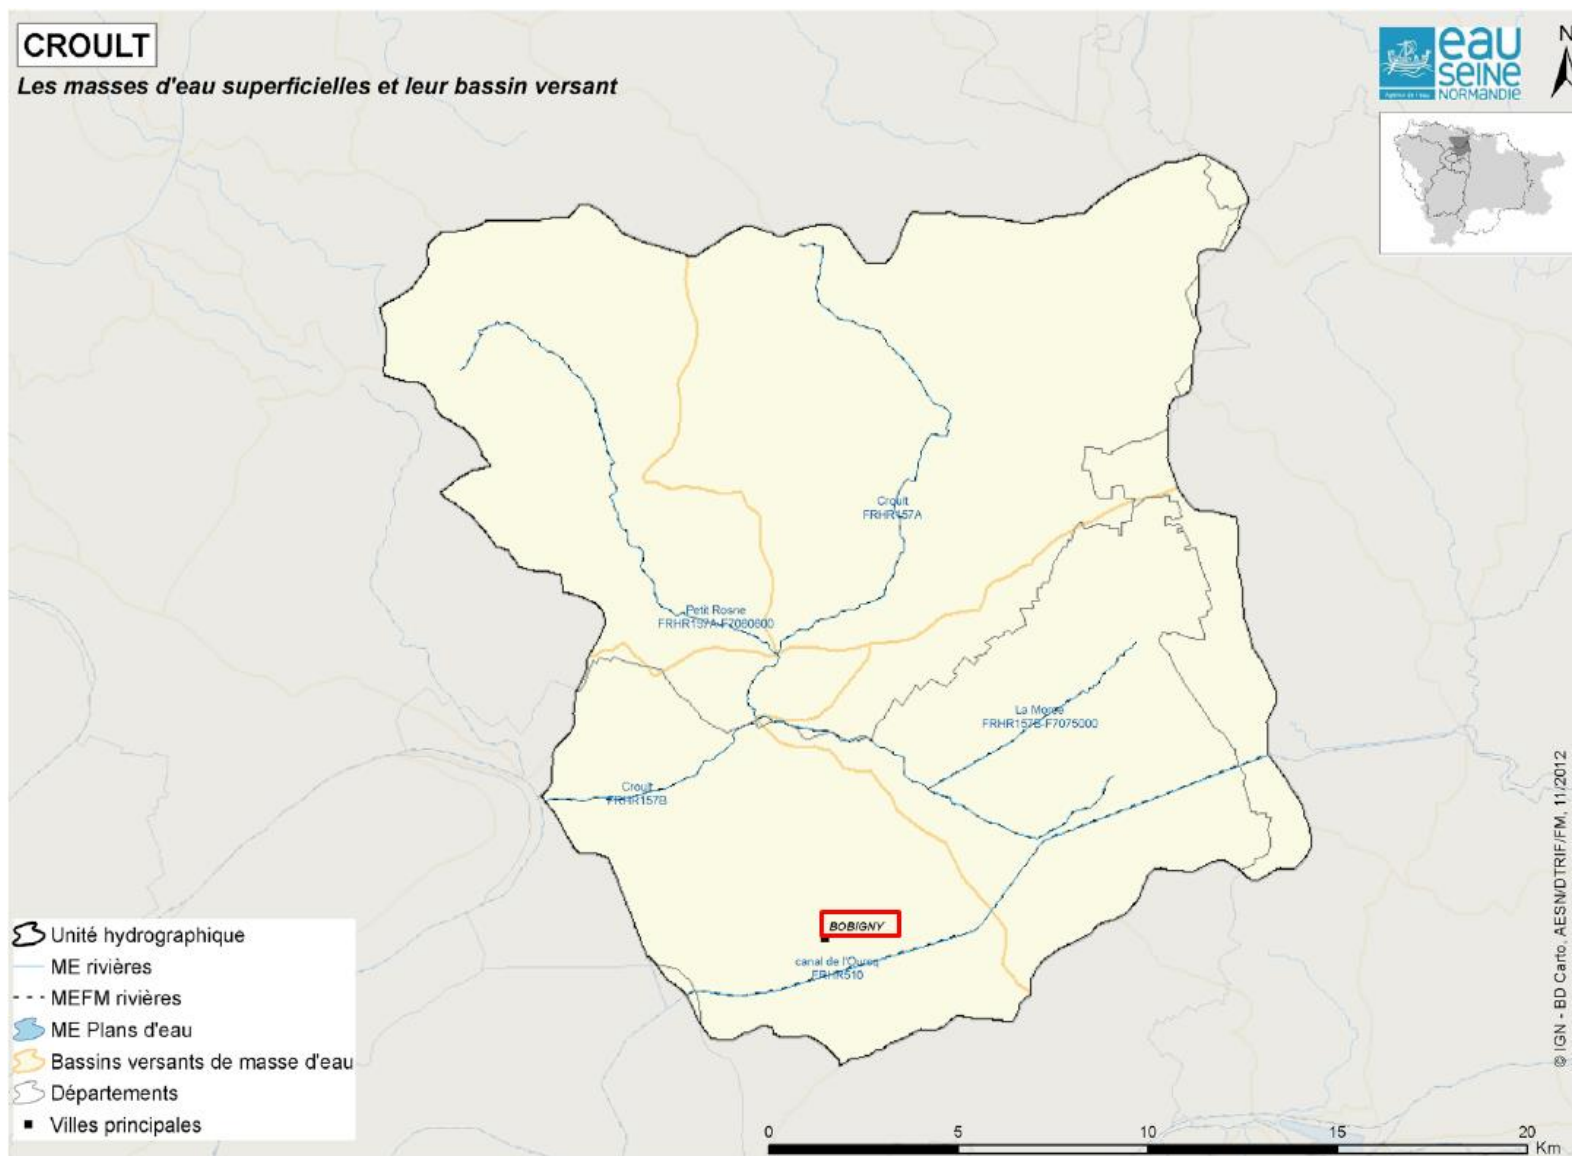 CROULT
Les masses d'eau superficielles et leur bassin versant
eau
SEINE
NORMANDIE
Agence de l'eau
N
Croult
FRHR157A
Petit Rosne
FRHR157A-F7060600
La Morée
FRHR157B-F7075000
Croult
FRHR157B
BOBIGNY
canal de l'Ourcq
FRHR510
Unité hydrographique
ME rivières
MEFM rivières
ME Plans d'eau
Bassins versants de masse d'eau
Départements
Villes principales
0 5 10 15 20
Km
© IGN - BD Carto, AESN/DTRIF/FM, 11/2012